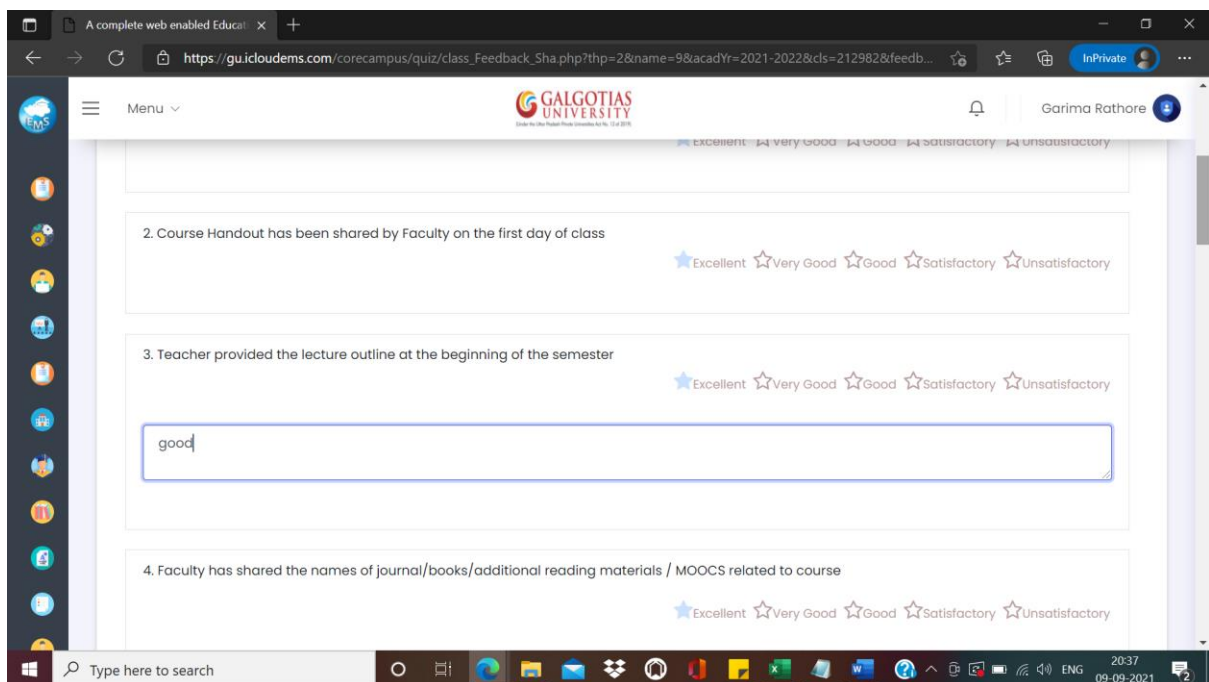 A complete web enabled Educati
https://gu.icloudems.com/corecampus/quiz/class_Feedback_Sha.php?thp=2&name=9&acadYr=2021-2022&cls=212982&feedb...
InPrivate
EMS
Menu
GALGOTIAS
UNIVERSITY
Garima Rathore
Excellent Very Good Good Satisfactory Unsatisfactory
2. Course Handout has been shared by Faculty on the first day of class
Excellent Very Good Good Satisfactory Unsatisfactory
3. Teacher provided the lecture outline at the beginning of the semester
Excellent Very Good Good Satisfactory Unsatisfactory
good
4. Faculty has shared the names of journal/books/additional reading materials / MOOCS related to course
Excellent Very Good Good Satisfactory Unsatisfactory
Type here to search
ENG
20:37
09-09-2021
2